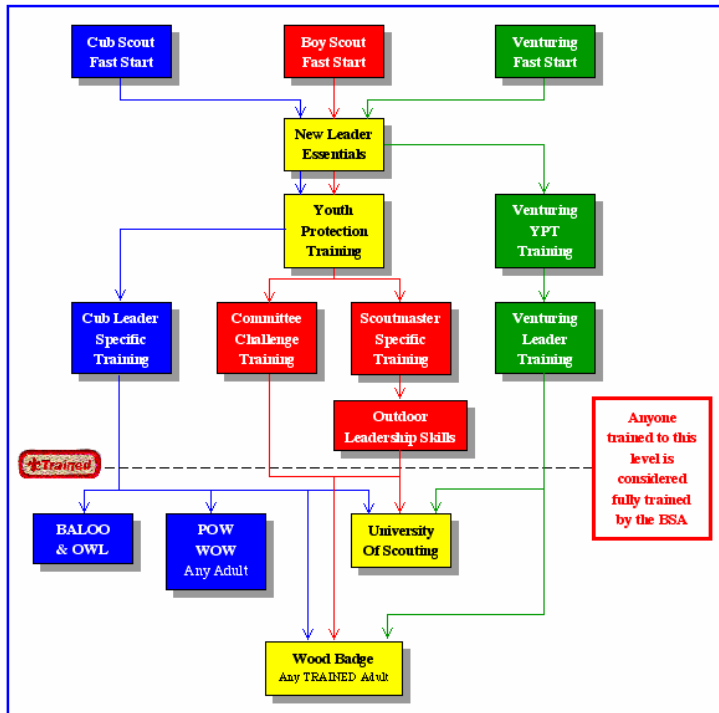 Cub Scout
Fast Start
Boy Scout
Fast Start
Venturing
Fast Start
New Leader
Essentials
Youth
Protection
Training
Venturing
YPT
Training
Cub Leader
Specific
Training
Committee
Challenge
Training
Scoutmaster
Specific
Training
Venturing
Leader
Training
Outdoor
Leadership Skills
Anyone
trained to this
level is
considered
fully trained
by the BSA
Trained
BALOO
& OWL
POW
WOW
Any Adult
University
Of Scouting
Wood Badge
Any TRAINED Adult